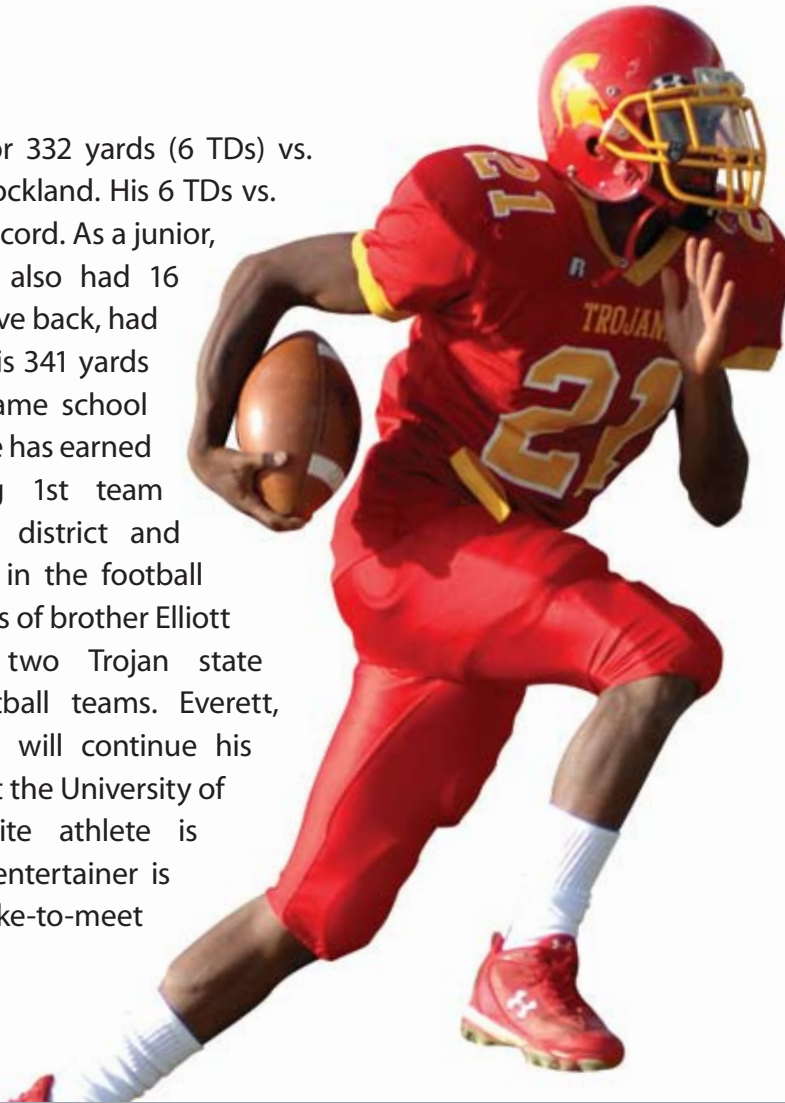 332 yards (6 TDs) vs.
ockland. His 6 TDs vs.
cord. As a junior,
also had 16
ve back, had
is 341 yards
ame school
has earned
1st team
district and
in the football
s of brother Elliott
two Trojan state
tball teams. Everett,
will continue his
the University of
ite athlete is
entertainer is
ke-to-meet
21
R
TROJAN
21